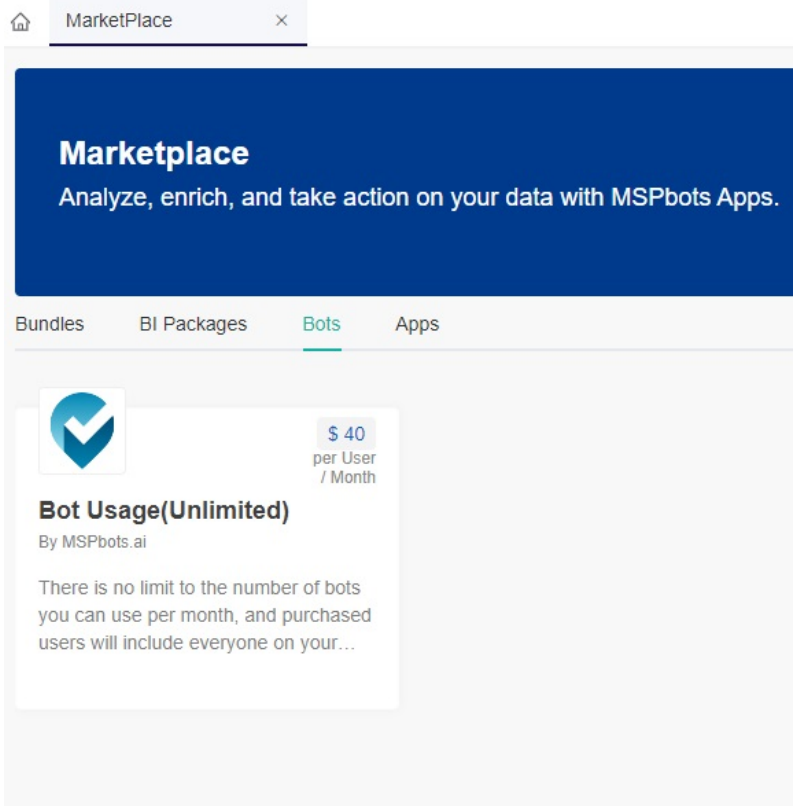 MarketPlace
Marketplace
Analyze, enrich, and take action on your data with MSPbots Apps.
Bundles BI Packages Bots Apps
$ 40
per User
/ Month
Bot Usage(Unlimited)
By MSPbots.ai
There is no limit to the number of bots
you can use per month, and purchased
users will include everyone on your...